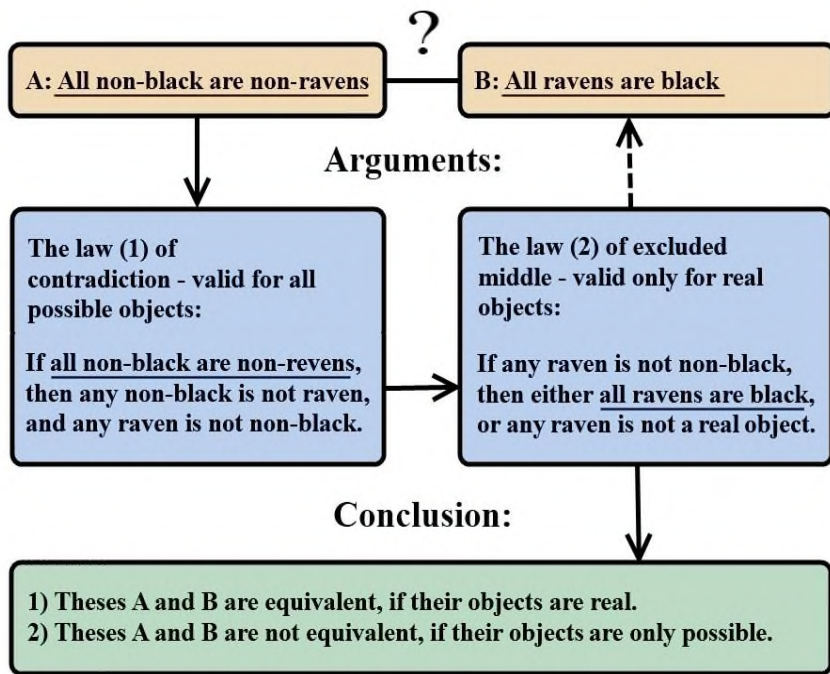 ?
A: All non-black are non-ravens
B: All ravens are black
Arguments:
The law (1) of
contradiction - valid for all
possible objects:
If all non-black are non-revens,
then any non-black is not raven,
and any raven is not non-black.
The law (2) of excluded
middle - valid only for real
objects:
If any raven is not non-black,
then either all ravens are black,
or any raven is not a real object.
Conclusion:
1) Theses A and B are equivalent, if their objects are real.
2) Theses A and B are not equivalent, if their objects are only possible.